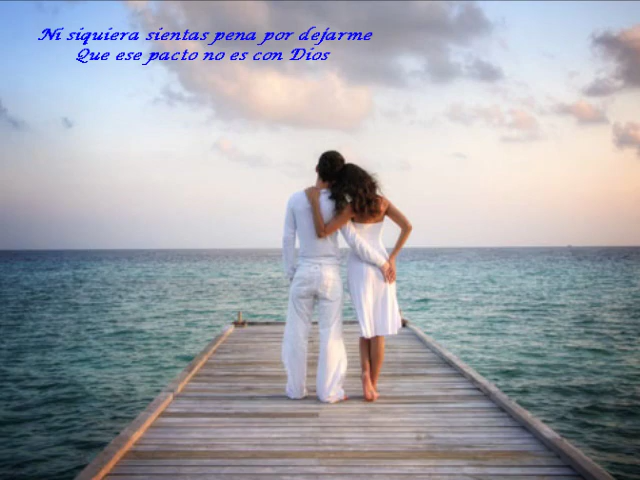 Ni siquiera sientas pena por dejarme
Que ese pacto no es con Dios